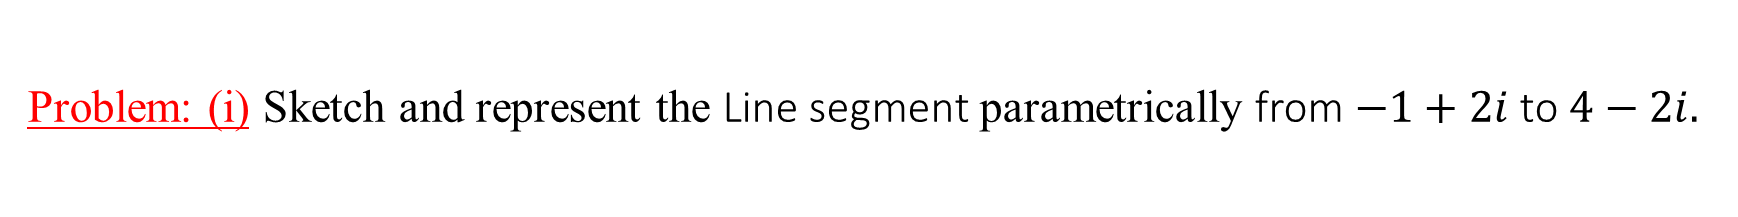 Problem: (i) Sketch and represent the Line segment parametrically from −1 + 2i to 4 − 2i.